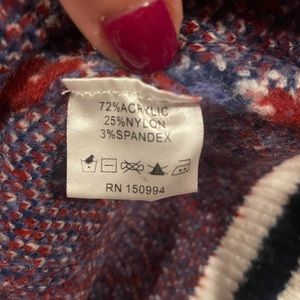 72%ACRYLIC
25%NYLON
3%SPANDEX
RN 150994